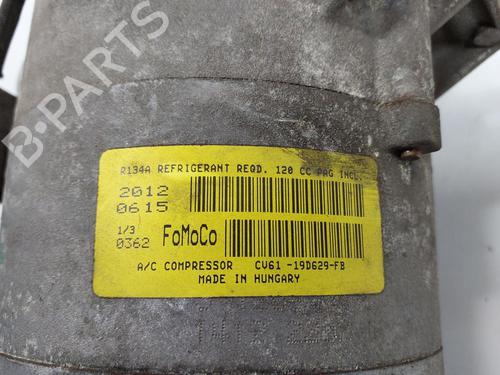 R134A REFRIGERANT REQD. 120 CC PAG INCL.
2012
0615
1/3
0362 FoMoCo
A/C COMPRESSOR CV61 -19D629-FB
MADE IN HUNGARY